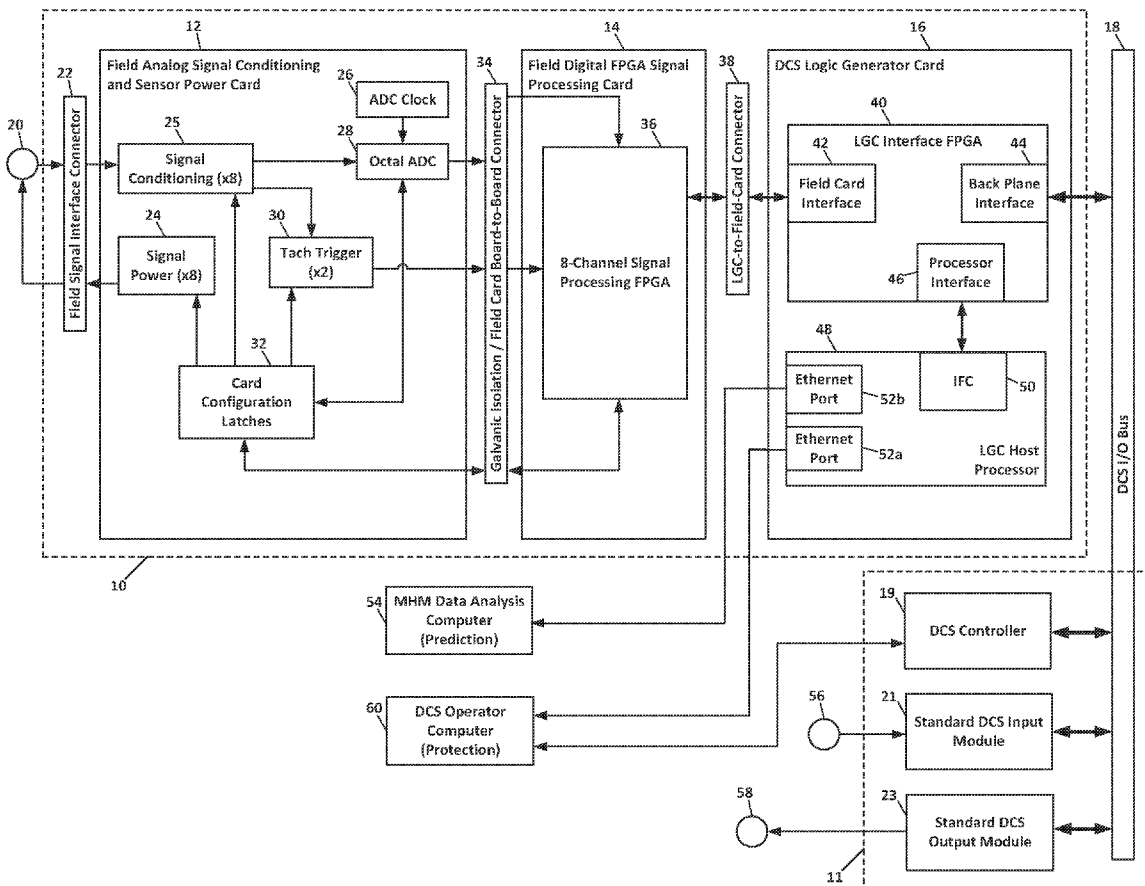 12
14
16
18
Field Analog Signal Conditioning
and Sensor Power Card
Field Digital FPGA Signal
Processing Card
DCS Logic Generator Card
22
26
34
38
40
ADC Clock
LGC Interface FPGA
20
25
28
36
42
44
Signal
Conditioning (x8)
Octal ADC
Field Card
Interface
Back Plane
Interface
24
30
Signal
Power (x8)
Tach Trigger
(x2)
8-Channel Signal
Processing FPGA
46
Processor
Interface
Field Signal Interface Connector
Galvanic Isolation / Field Card Board-to-Board Connector
LGC-to-Field-Card Connector
DCS I/O Bus
32
48
Card
Configuration
Latches
Ethernet
Port
52b
IFC
50
Ethernet
Port
52a
LGC Host
Processor
10
54
MHM Data Analysis
Computer
(Prediction)
19
DCS Controller
60
DCS Operator
Computer
(Protection)
56
21
Standard DCS Input
Module
58
23
Standard DCS
Output Module
11